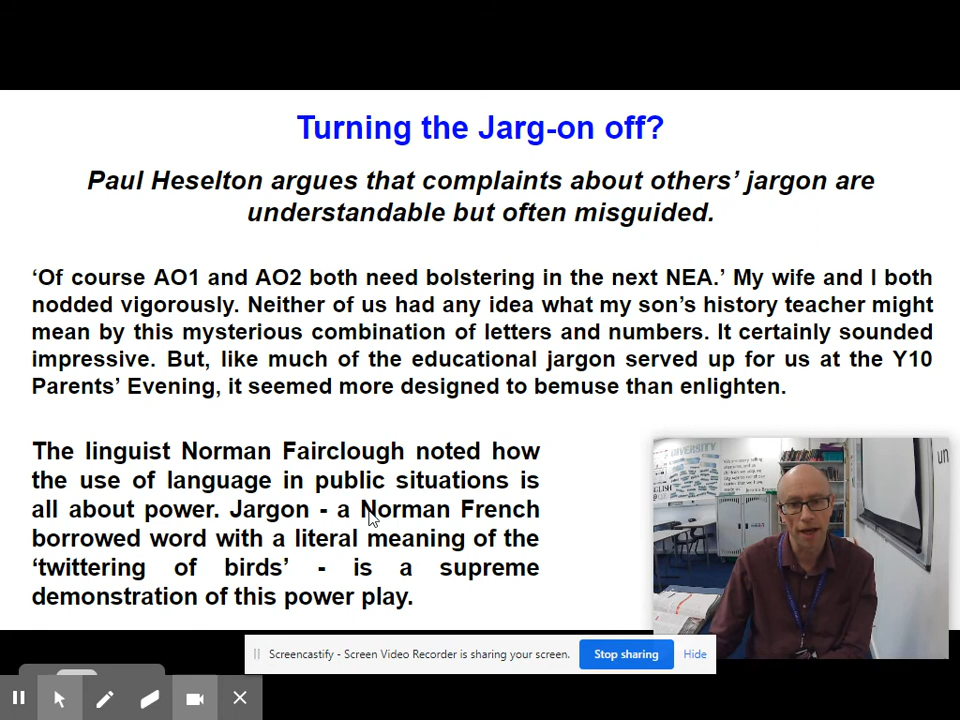 Turning the Jarg-on off?
Paul Heselton argues that complaints about others’ jargon are
understandable but often misguided.
‘Of course AO1 and AO2 both need bolstering in the next NEA.’ My wife and I both
nodded vigorously. Neither of us had any idea what my son’s history teacher might
mean by this mysterious combination of letters and numbers. It certainly sounded
impressive. But, like much of the educational jargon served up for us at the Y10
Parents’ Evening, it seemed more designed to bemuse than enlighten.
The linguist Norman Fairclough noted how
the use of language in public situations is
all about power. Jargon - a Norman French
borrowed word with a literal meaning of the
‘twittering of birds’ - is a supreme
demonstration of this power play.
DIVERSITY
un
Screencastify - Screen Video Recorder is sharing your screen.
Stop sharing
Hide